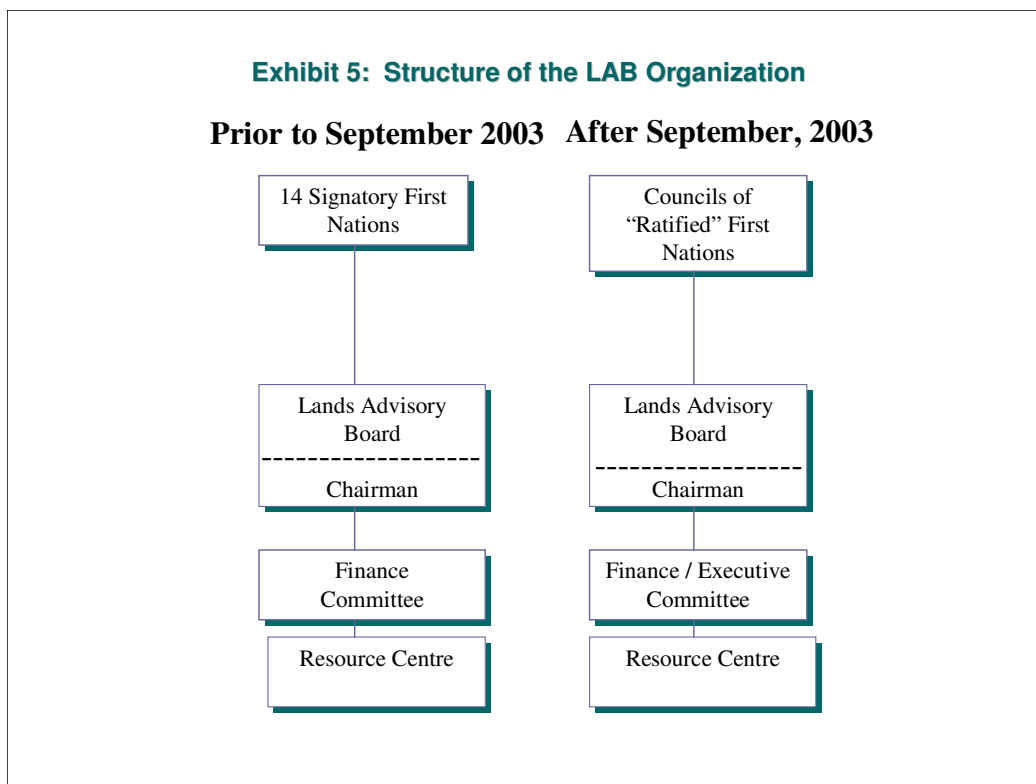 Exhibit 5: Structure of the LAB Organization
Prior to September 2003
After September, 2003
14 Signatory First
Nations
Lands Advisory
Board
Chairman
Finance
Committee
Resource Centre
Councils of
“Ratified” First
Nations
Lands Advisory
Board
Chairman
Finance / Executive
Committee
Resource Centre